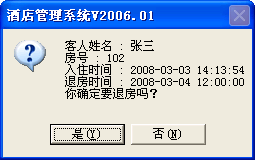 酒店管理系统V2006.01
客人姓名 : 张三
房号 : 102
入住时间 : 2008-03-03 14:13:54
退房时间 : 2008-03-04 12:00:00
你确定要退房吗?
是(Y)
否(N)